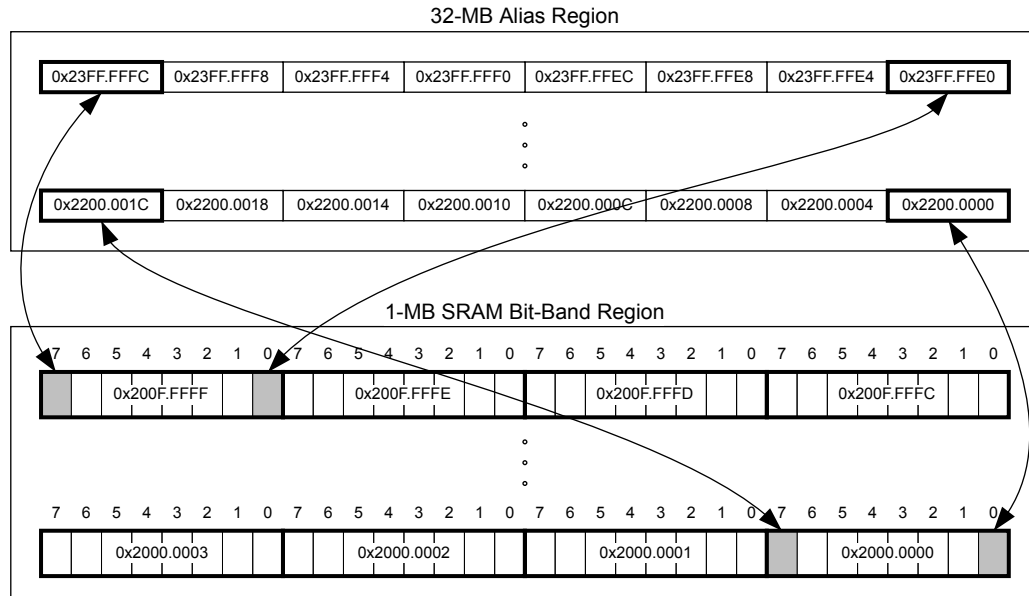 32-MB Alias Region
0x23FF.FFFC 0x23FF.FFF8 0x23FF.FFF4 0x23FF.FFF0 0x23FF.FFEC 0x23FF.FFE8 0x23FF.FFE4 0x23FF.FFE0
0x2200.001C 0x2200.0018 0x2200.0014 0x2200.0010 0x2200.000C 0x2200.0008 0x2200.0004 0x2200.0000
1-MB SRAM Bit-Band Region
7 6 5 4 3 2 1 0 7 6 5 4 3 2 1 0 7 6 5 4 3 2 1 0 7 6 5 4 3 2 1 0
0x200F.FFFF 0x200F.FFFE 0x200F.FFFD 0x200F.FFFC
7 6 5 4 3 2 1 0 7 6 5 4 3 2 1 0 7 6 5 4 3 2 1 0 7 6 5 4 3 2 1 0
0x2000.0003 0x2000.0002 0x2000.0001 0x2000.0000